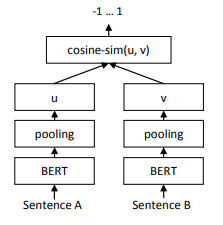 -1 ... 1
cosine-sim(u, v)
u v
pooling pooling
BERT BERT
Sentence A Sentence B